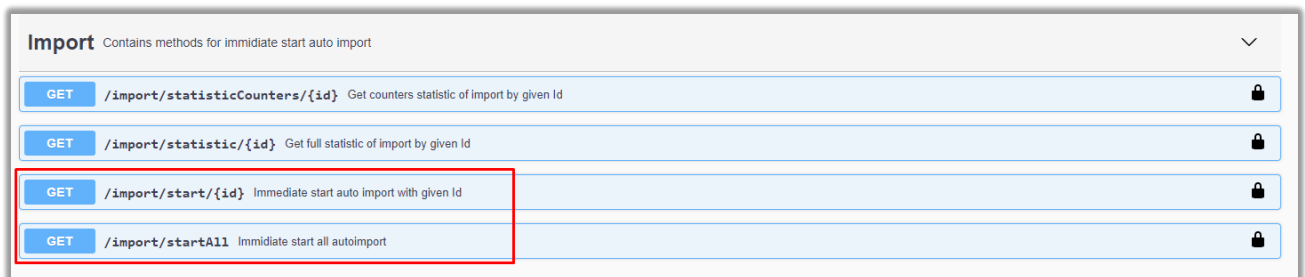 Import Contains methods for immidiate start auto import
GET /import/statisticCounters/{id} Get counters statistic of import by given Id
GET /import/statistic/{id} Get full statistic of import by given Id
GET /import/start/{id} Immediate start auto import with given Id
GET /import/startAll Immidiate start all autoimport